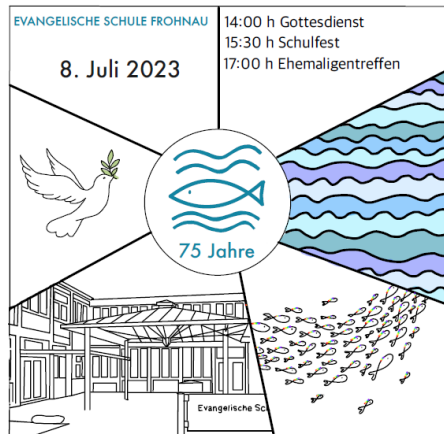 EVANGELISCHE SCHULE FROHNAU
8. Juli 2023
14:00 h Gottesdienst
15:30 h Schulfest
17:00 h Ehemaligentreffen
75 Jahre
Evangelische Sc